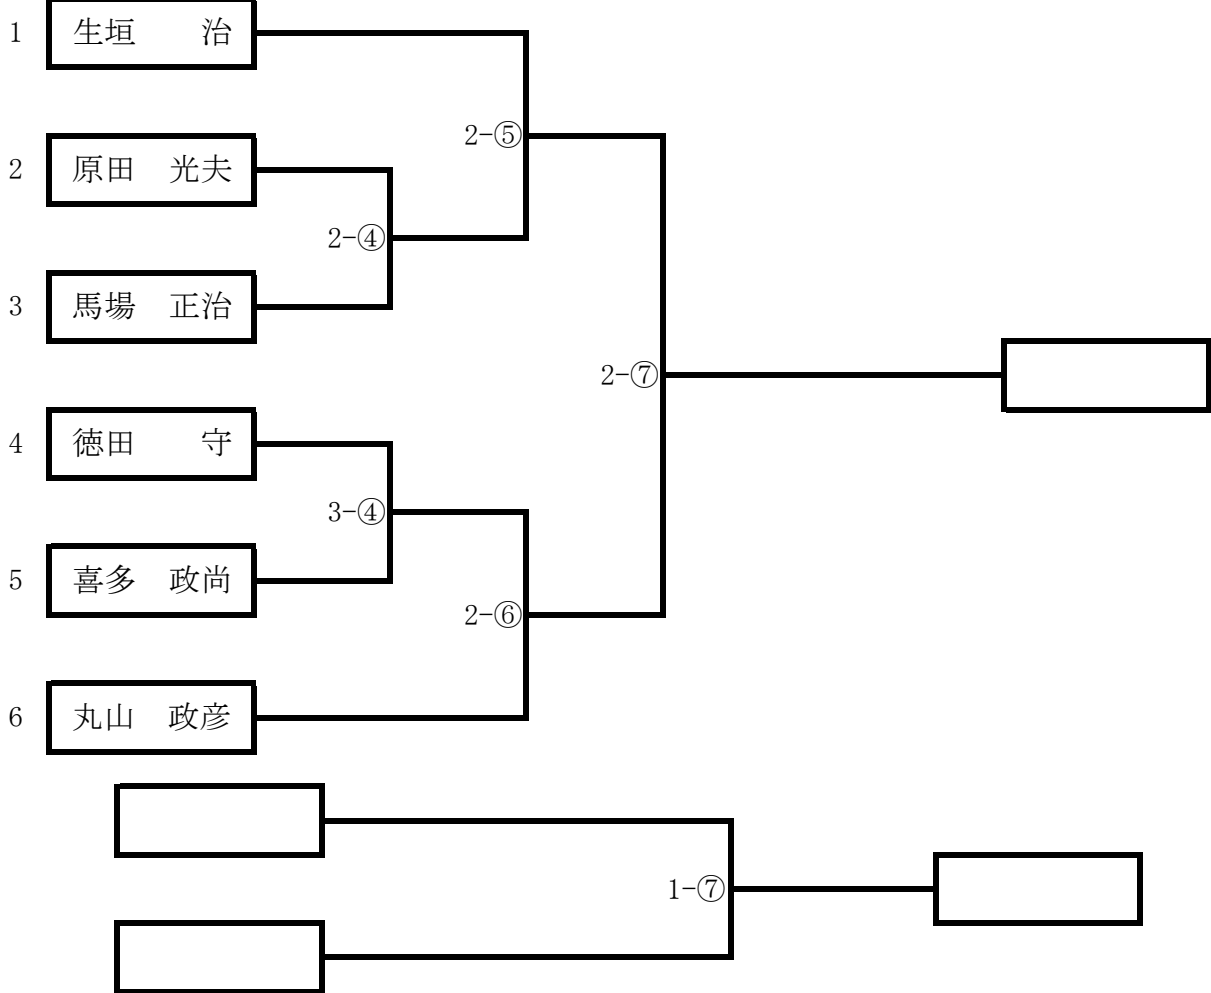 1 生垣　　治
2-⑤
2 原田　光夫
2-④
3 馬場　正治
2-⑦
4 徳田　　守
3-④
5 喜多　政尚
2-⑥
6 丸山　政彦
1-⑦